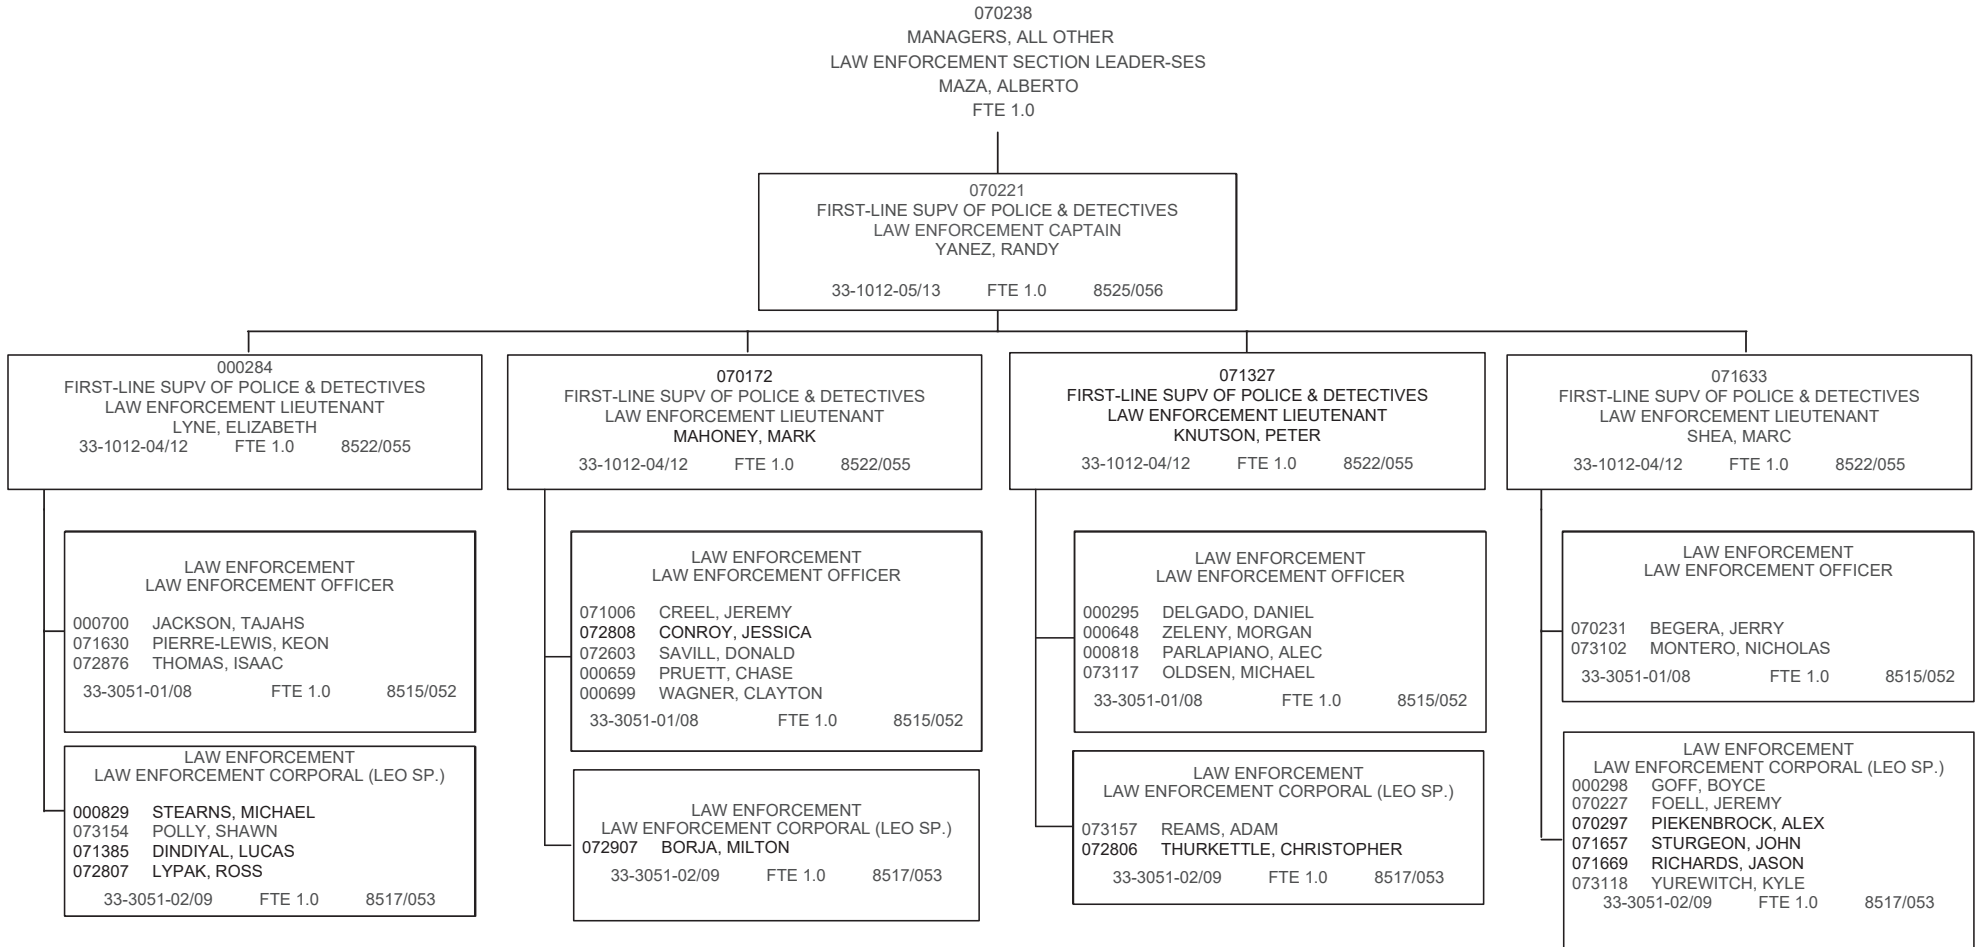 070238
MANAGERS, ALL OTHER
LAW ENFORCEMENT SECTION LEADER-SES
MAZA, ALBERTO
FTE 1.0
070221
FIRST-LINE SUPV OF POLICE & DETECTIVES
LAW ENFORCEMENT CAPTAIN
YANEZ, RANDY
33-1012-05/13 FTE 1.0 8525/056
000284
FIRST-LINE SUPV OF POLICE & DETECTIVES
LAW ENFORCEMENT LIEUTENANT
LYNE, ELIZABETH
33-1012-04/12 FTE 1.0 8522/055
070172
FIRST-LINE SUPV OF POLICE & DETECTIVES
LAW ENFORCEMENT LIEUTENANT
MAHONEY, MARK
33-1012-04/12 FTE 1.0 8522/055
071327
FIRST-LINE SUPV OF POLICE & DETECTIVES
LAW ENFORCEMENT LIEUTENANT
KNUTSON, PETER
33-1012-04/12 FTE 1.0 8522/055
071633
FIRST-LINE SUPV OF POLICE & DETECTIVES
LAW ENFORCEMENT LIEUTENANT
SHEA, MARC
33-1012-04/12 FTE 1.0 8522/055
LAW ENFORCEMENT
LAW ENFORCEMENT OFFICER
000700 JACKSON, TAJAHS
071630 PIERRE-LEWIS, KEON
072876 THOMAS, ISAAC
33-3051-01/08 FTE 1.0 8515/052
LAW ENFORCEMENT
LAW ENFORCEMENT OFFICER
071006 CREEL, JEREMY
072808 CONROY, JESSICA
072603 SAVILL, DONALD
000659 PRUETT, CHASE
000699 WAGNER, CLAYTON
33-3051-01/08 FTE 1.0 8515/052
LAW ENFORCEMENT
LAW ENFORCEMENT OFFICER
000295 DELGADO, DANIEL
000648 ZELENY, MORGAN
000818 PARLAPIANO, ALEC
073117 OLDSEN, MICHAEL
33-3051-01/08 FTE 1.0 8515/052
LAW ENFORCEMENT
LAW ENFORCEMENT OFFICER
070231 BEGERA, JERRY
073102 MONTERO, NICHOLAS
33-3051-01/08 FTE 1.0 8515/052
LAW ENFORCEMENT
LAW ENFORCEMENT CORPORAL (LEO SP.)
000829 STEARNS, MICHAEL
073154 POLLY, SHAWN
071385 DINDIYAL, LUCAS
072807 LYPAK, ROSS
33-3051-02/09 FTE 1.0 8517/053
LAW ENFORCEMENT
LAW ENFORCEMENT CORPORAL (LEO SP.)
072907 BORJA, MILTON
33-3051-02/09 FTE 1.0 8517/053
LAW ENFORCEMENT
LAW ENFORCEMENT CORPORAL (LEO SP.)
073157 REAMS, ADAM
072806 THURKETTLE, CHRISTOPHER
33-3051-02/09 FTE 1.0 8517/053
LAW ENFORCEMENT
LAW ENFORCEMENT CORPORAL (LEO SP.)
000298 GOFF, BOYCE
070227 FOELL, JEREMY
070297 PIEKENBROCK, ALEX
071657 STURGEON, JOHN
071669 RICHARDS, JASON
073118 YUREWITCH, KYLE
33-3051-02/09 FTE 1.0 8517/053